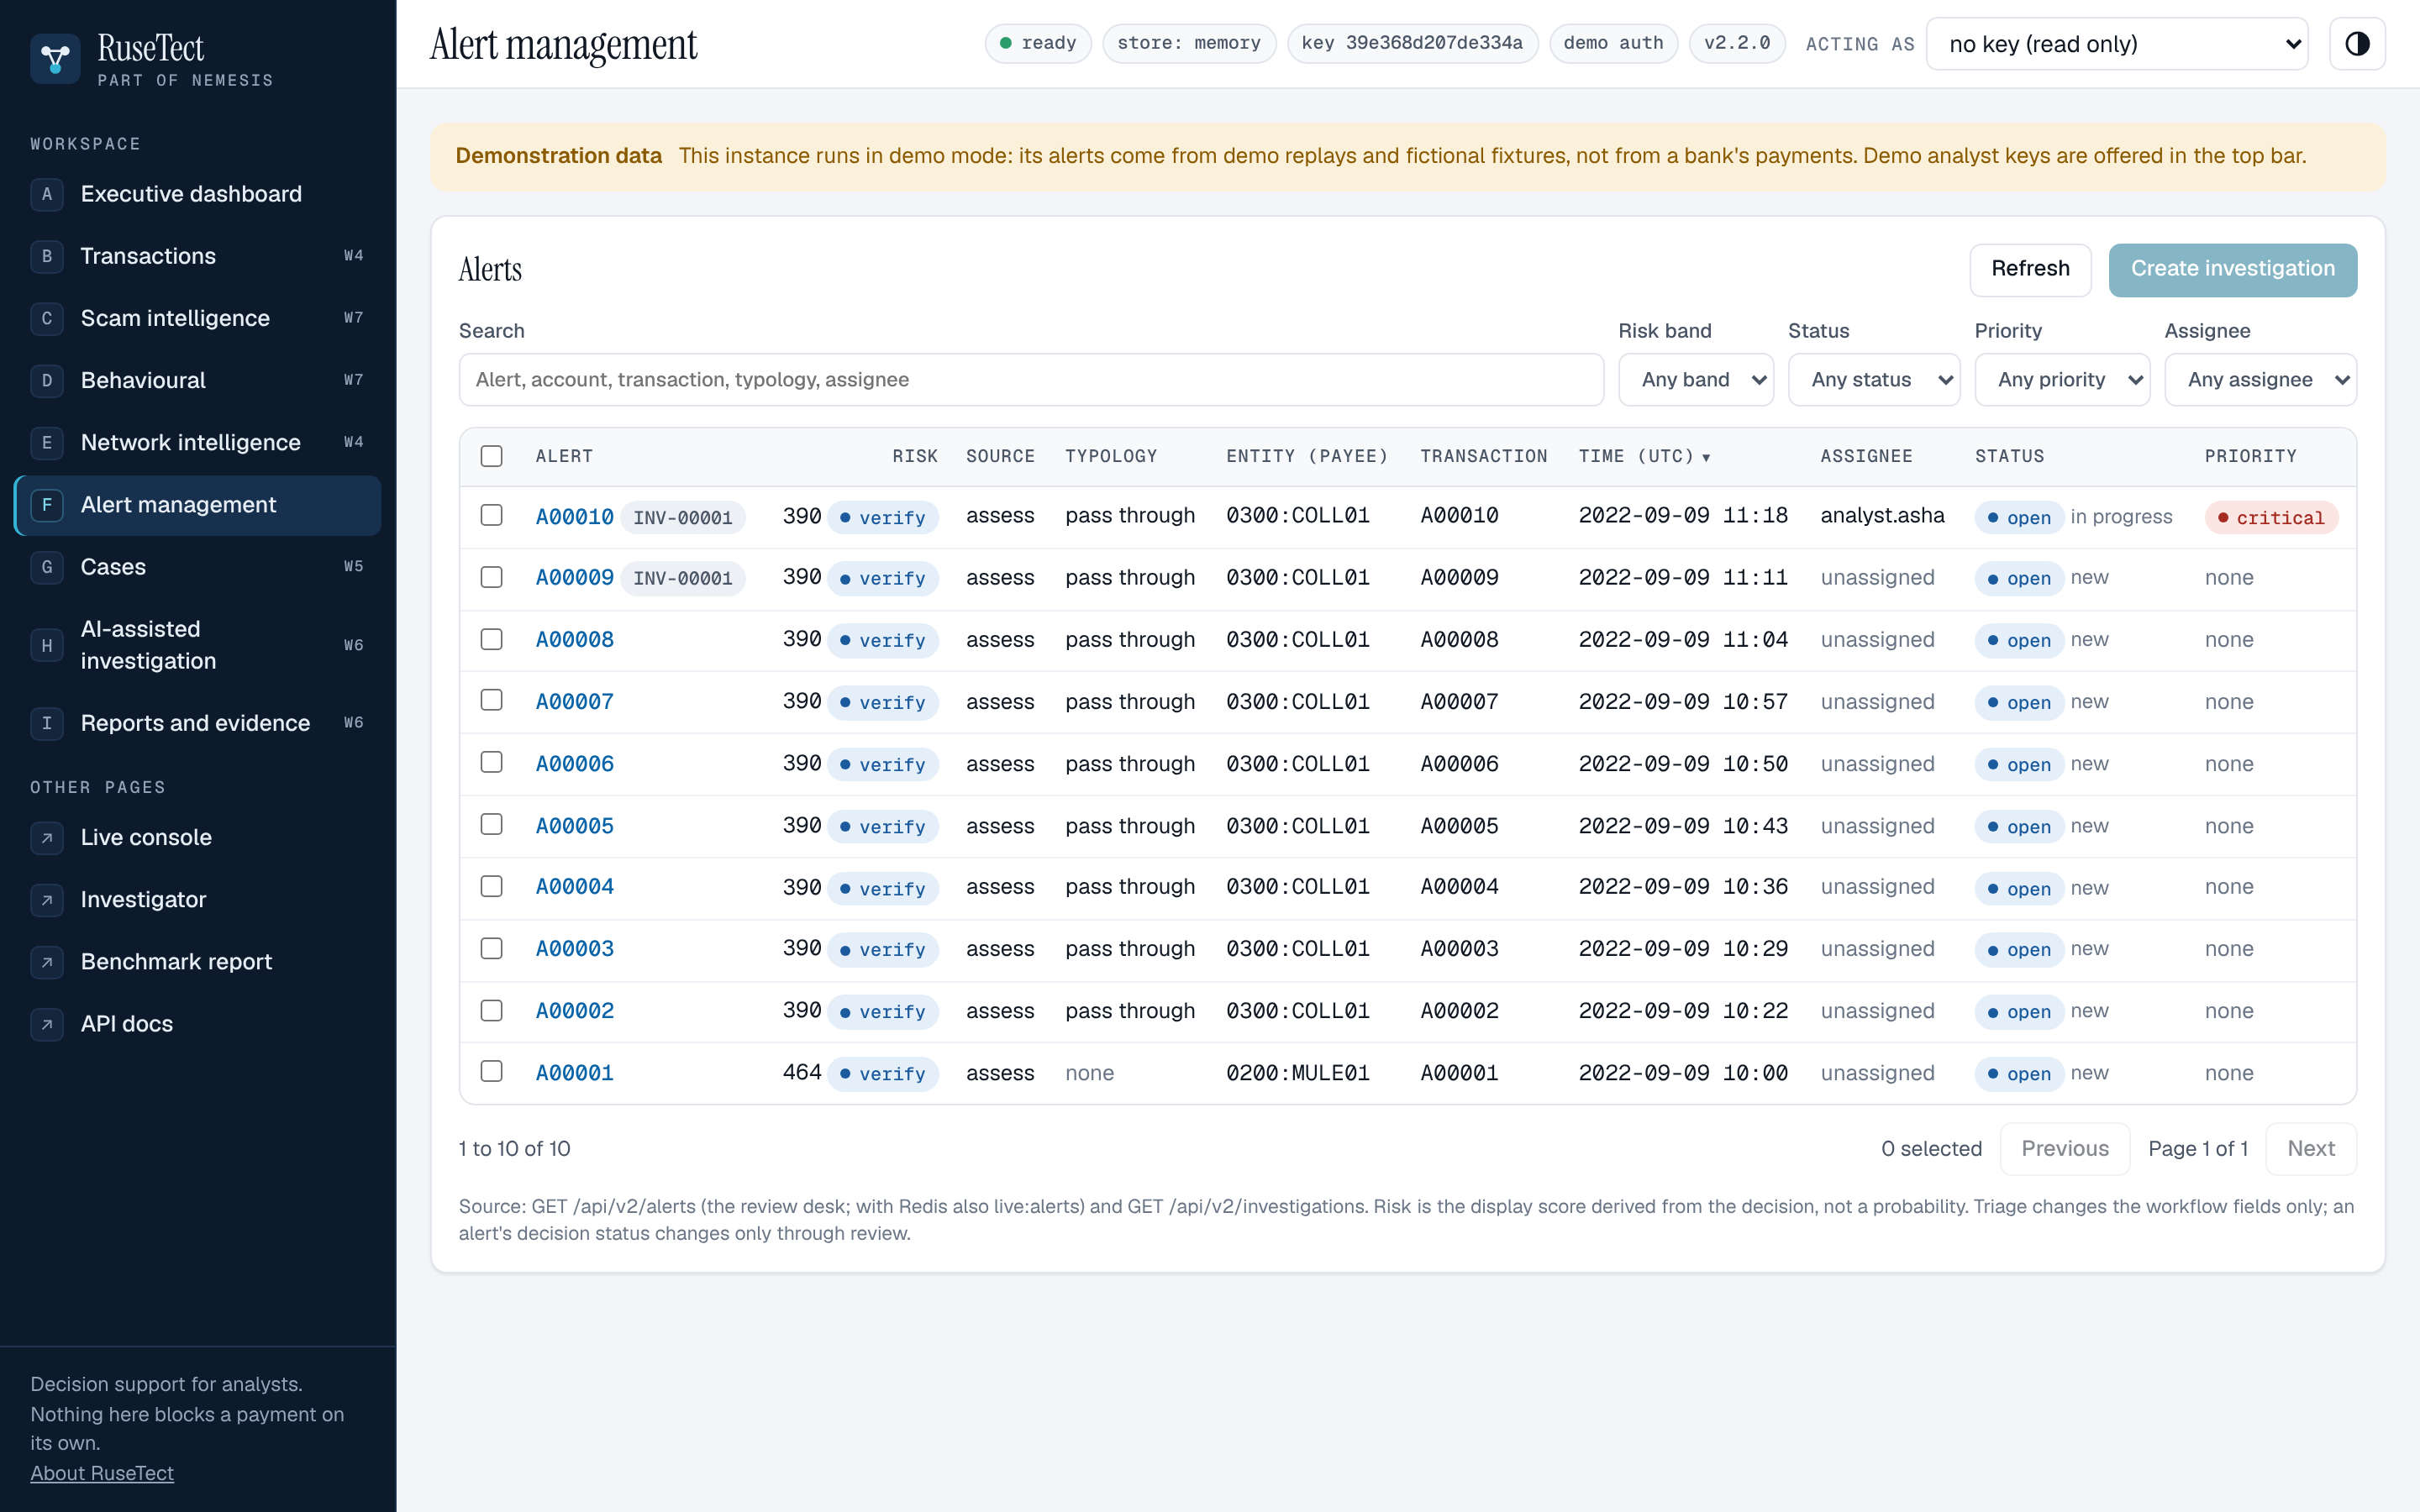 RuseTect
PART OF NEMESIS
WORKSPACE
A Executive dashboard
B Transactions W4
C Scam intelligence W7
D Behavioural W7
E Network intelligence W4
F Alert management
G Cases W5
H AI-assisted investigation W6
I Reports and evidence W6
OTHER PAGES
Live console
Investigator
Benchmark report
API docs
Decision support for analysts.
Nothing here blocks a payment on
its own.
About RuseTect
Alert management
ready store: memory key 39e368d207de334a demo auth v2.2.0 ACTING AS no key (read only)
Demonstration data This instance runs in demo mode: its alerts come from demo replays and fictional fixtures, not from a bank's payments. Demo analyst keys are offered in the top bar.
Alerts Refresh Create investigation
Search Risk band Status Priority Assignee
Alert, account, transaction, typology, assignee Any band Any status Any priority Any assignee
ALERT RISK SOURCE TYPOLOGY ENTITY (PAYEE) TRANSACTION TIME (UTC) ▼ ASSIGNEE STATUS PRIORITY
A00010 INV-00001 390 verify assess pass through 0300:COLL01 A00010 2022-09-09 11:18 analyst.asha open in progress critical
A00009 INV-00001 390 verify assess pass through 0300:COLL01 A00009 2022-09-09 11:11 unassigned open new none
A00008 390 verify assess pass through 0300:COLL01 A00008 2022-09-09 11:04 unassigned open new none
A00007 390 verify assess pass through 0300:COLL01 A00007 2022-09-09 10:57 unassigned open new none
A00006 390 verify assess pass through 0300:COLL01 A00006 2022-09-09 10:50 unassigned open new none
A00005 390 verify assess pass through 0300:COLL01 A00005 2022-09-09 10:43 unassigned open new none
A00004 390 verify assess pass through 0300:COLL01 A00004 2022-09-09 10:36 unassigned open new none
A00003 390 verify assess pass through 0300:COLL01 A00003 2022-09-09 10:29 unassigned open new none
A00002 390 verify assess pass through 0300:COLL01 A00002 2022-09-09 10:22 unassigned open new none
A00001 464 verify assess none 0200:MULE01 A00001 2022-09-09 10:00 unassigned open new none
1 to 10 of 10 0 selected Previous Page 1 of 1 Next
Source: GET /api/v2/alerts (the review desk; with Redis also live:alerts) and GET /api/v2/investigations. Risk is the display score derived from the decision, not a probability. Triage changes the workflow fields only; an
alert's decision status changes only through review.